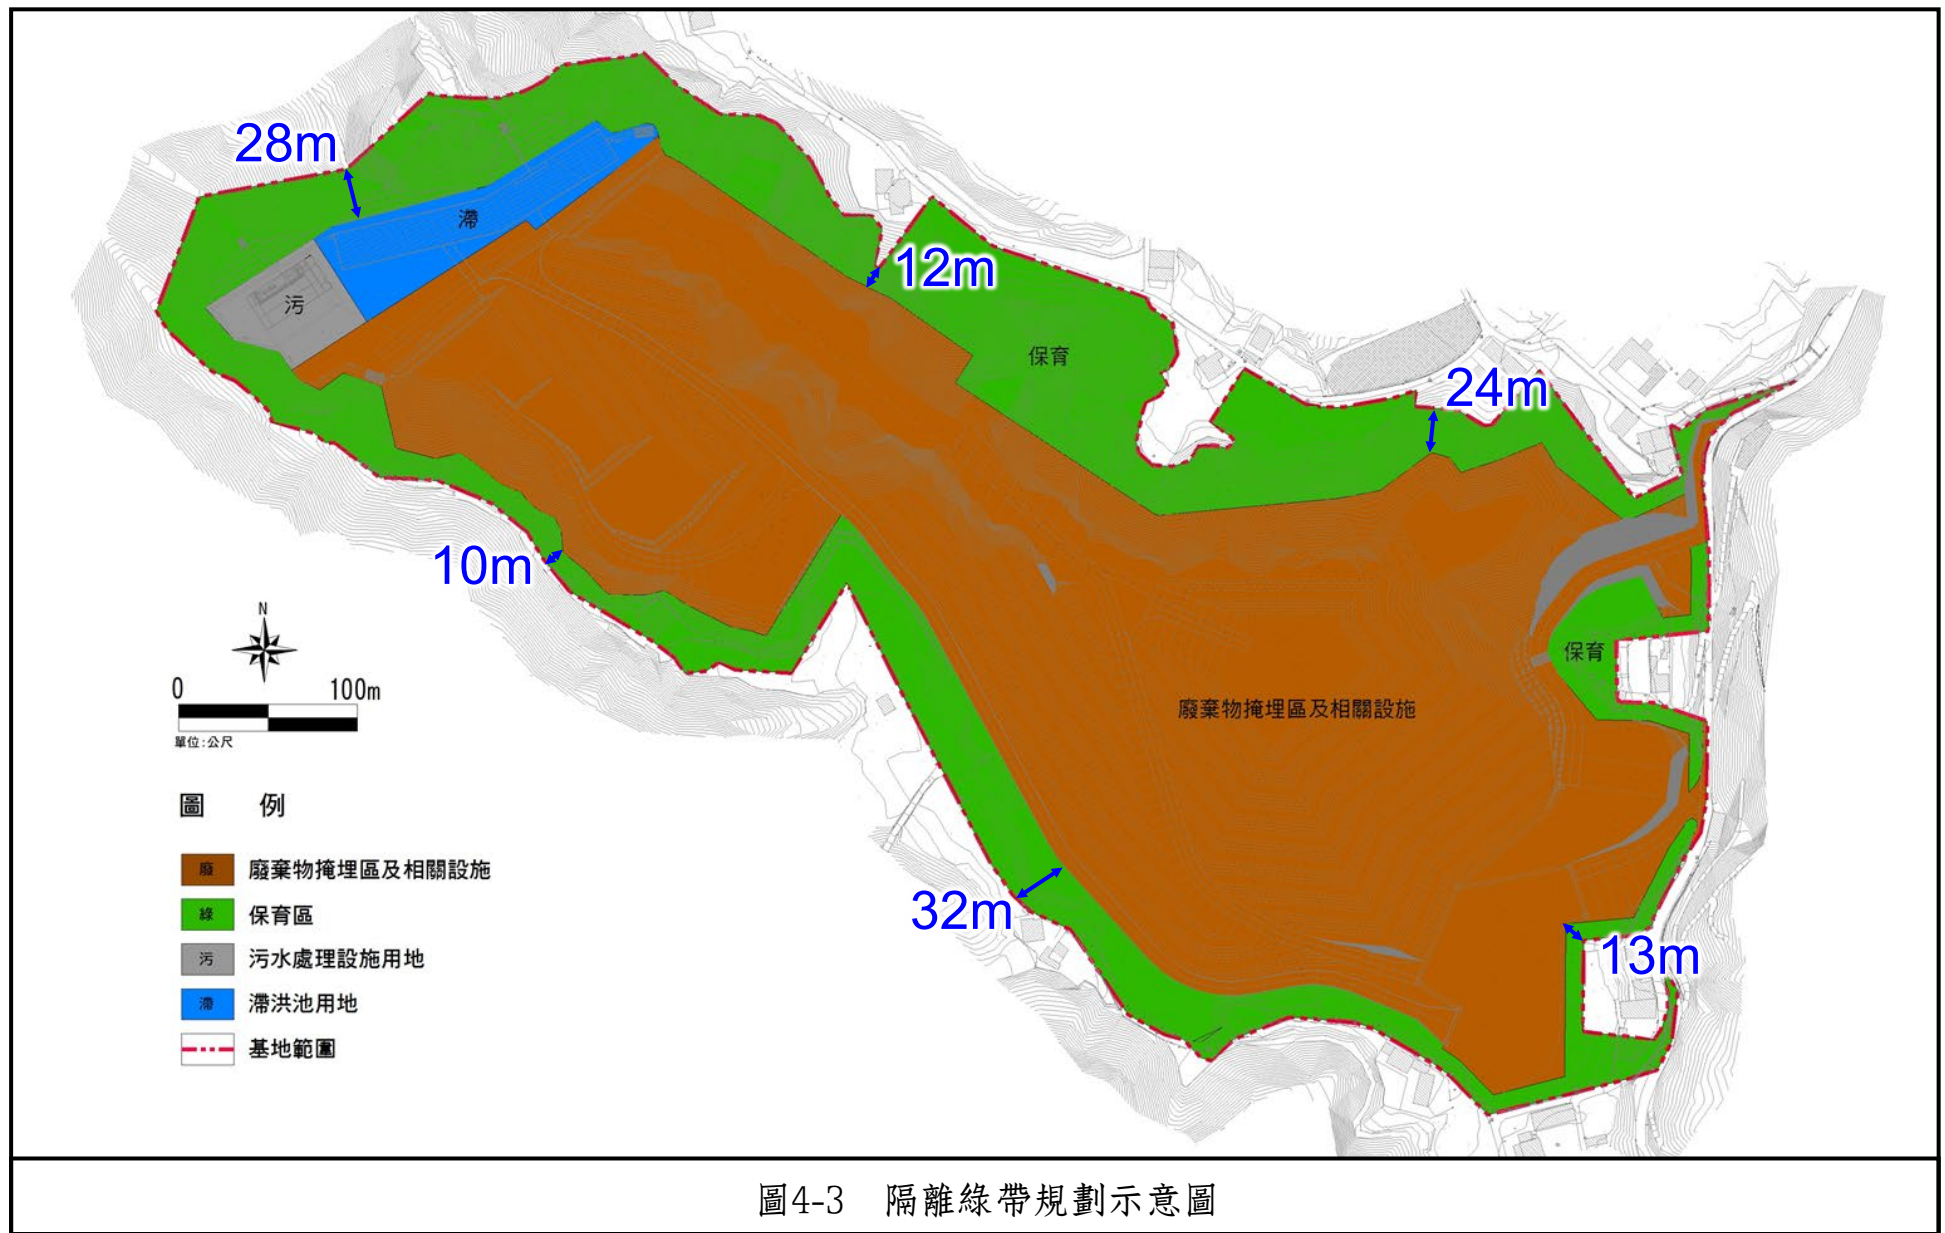 28m
滯
12m
污
保育
24m
10m
N
保育
0 100m
單位:公尺
廢棄物掩埋區及相關設施
圖 例
廢 廢棄物掩埋區及相關設施
綠 保育區
污 污水處理設施用地
滯 滯洪池用地
基地範圍
32m
13m
圖4-3 隔離綠帶規劃示意圖